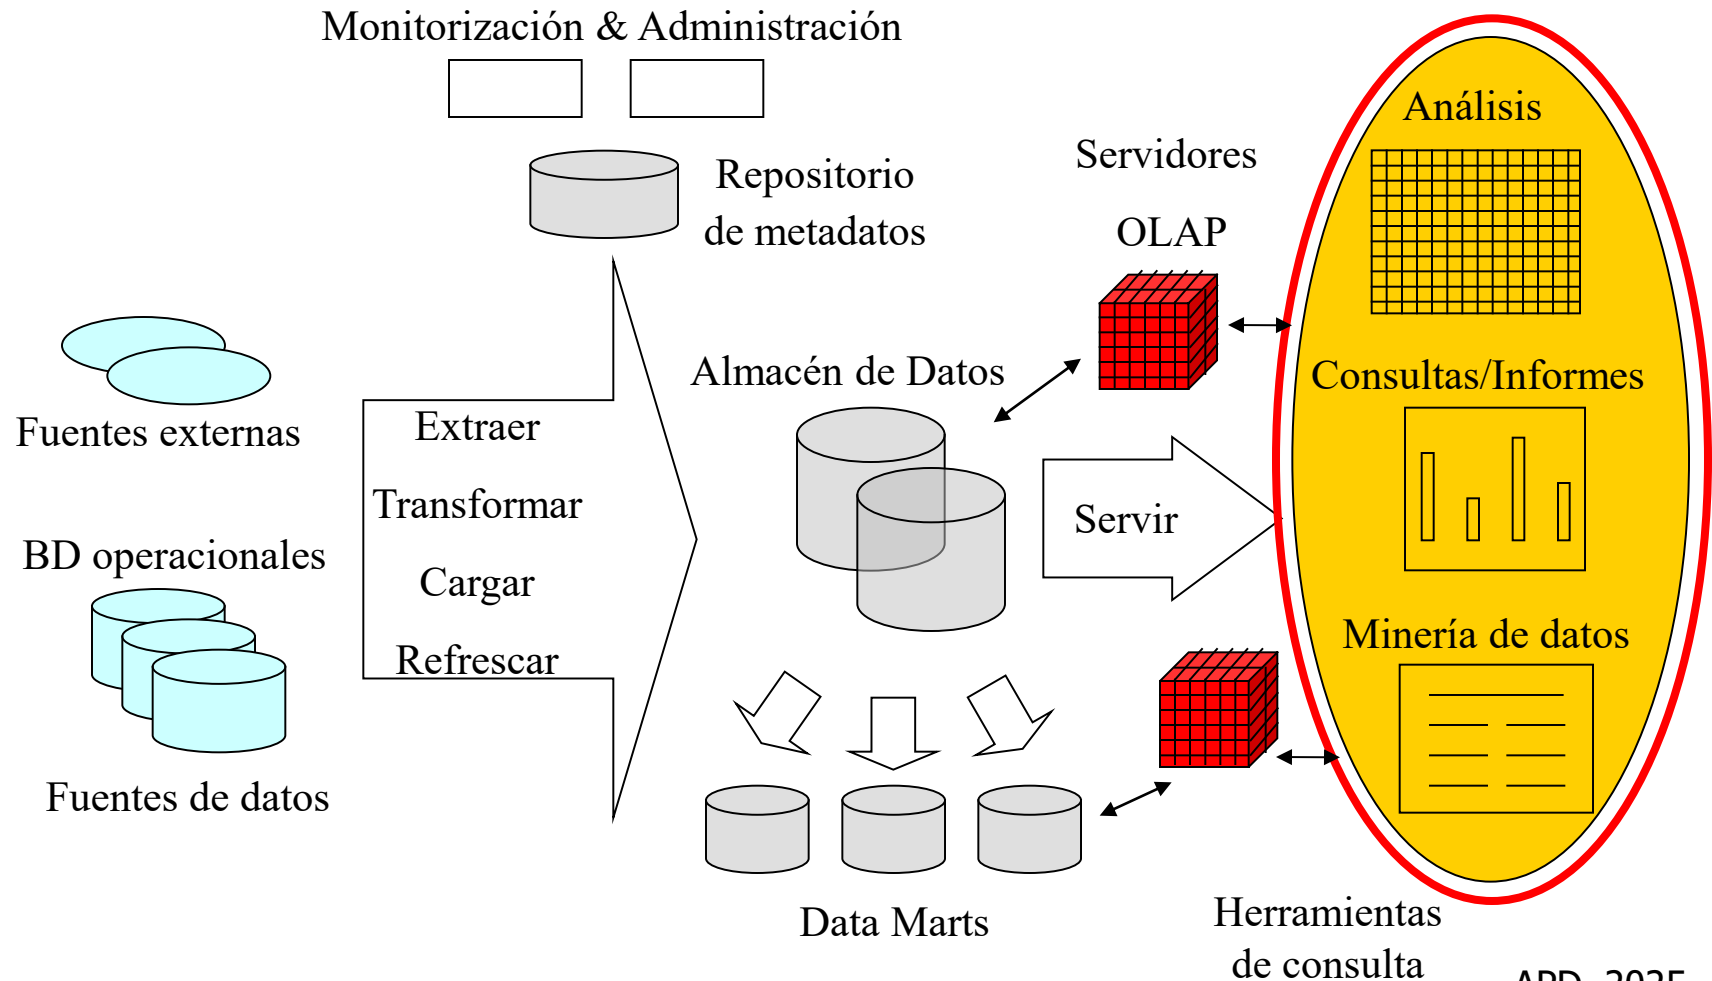 Monitorización & Administración
Repositorio
de metadatos
Servidores
OLAP
Análisis
Fuentes externas
Extraer
Transformar
Cargar
Refrescar
Almacén de Datos
Consultas/Informes
BD operacionales
Servir
Minería de datos
Fuentes de datos
Data Marts
Herramientas
de consulta